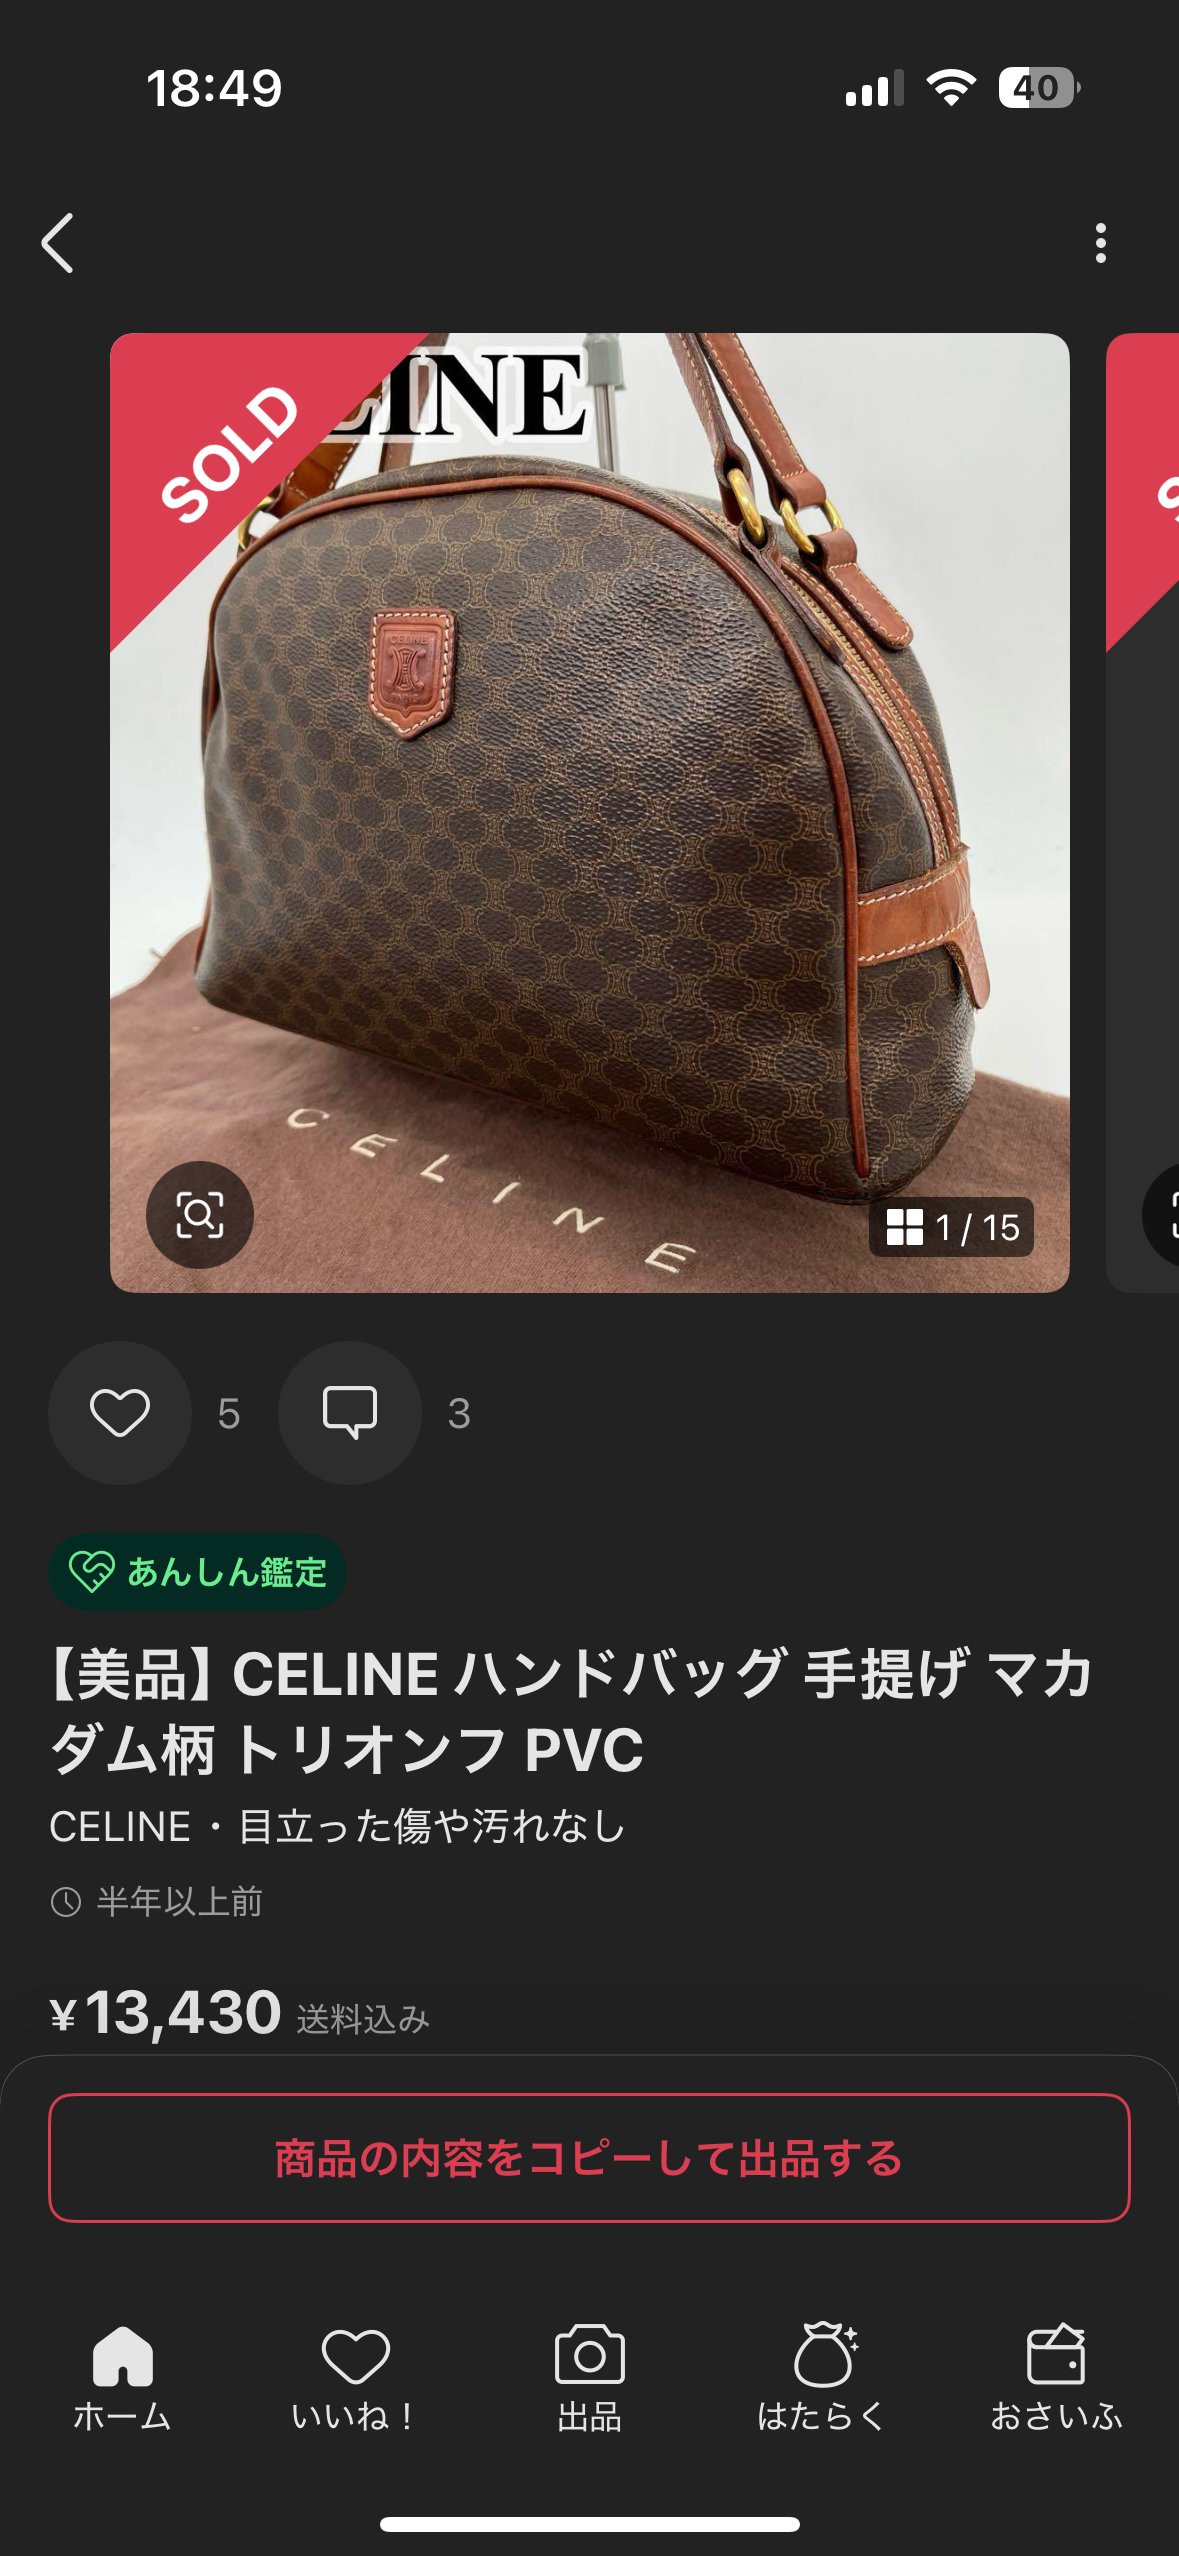 18:49
40
SOLD
LINE
CELINE
PARIS
CELINE
1 / 15
5
3
あんしん鑑定
【美品】CELINE ハンドバッグ 手提げ マカ
ダム柄 トリオンフ PVC
CELINE・目立った傷や汚れなし
半年以上前
¥13,430 送料込み
商品の内容をコピーして出品する
ホーム
いいね！
出品
はたらく
おさいふ